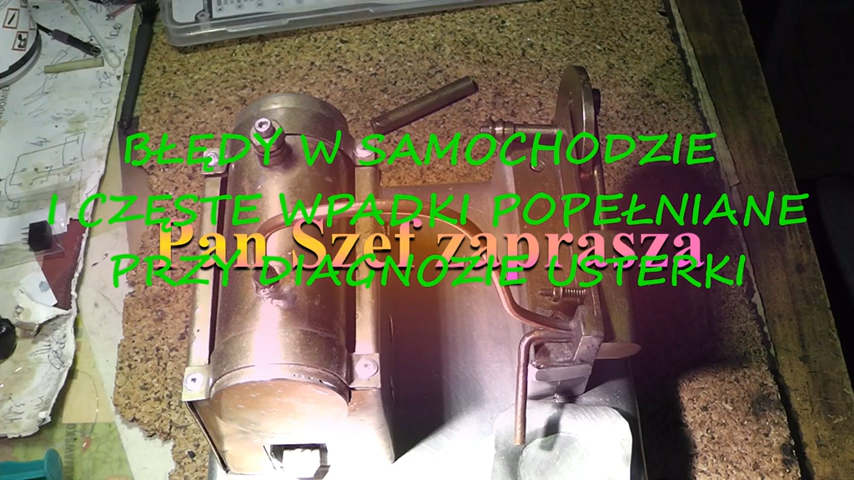 BŁĘDY W SAMOCHODZIE
I CZĘSTE WPADKI POPEŁNIANE
Pan Szef zaprasza
PRZY DIAGNOZIE USTERKI